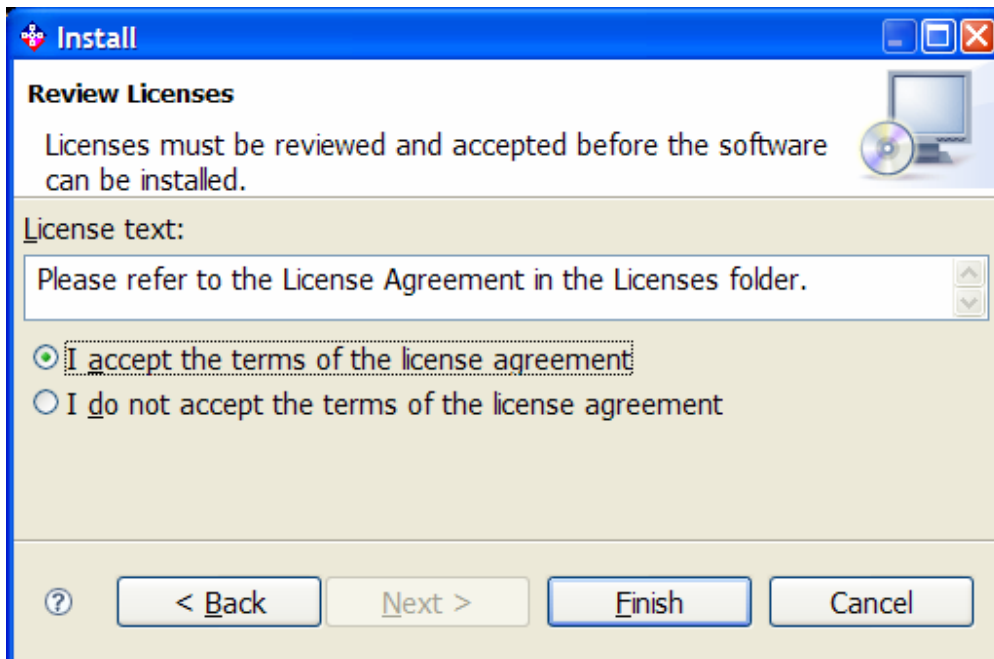 Install
Review Licenses
Licenses must be reviewed and accepted before the software
can be installed.
License text:
Please refer to the License Agreement in the Licenses folder.
I accept the terms of the license agreement
I do not accept the terms of the license agreement
? < Back Next > Finish Cancel